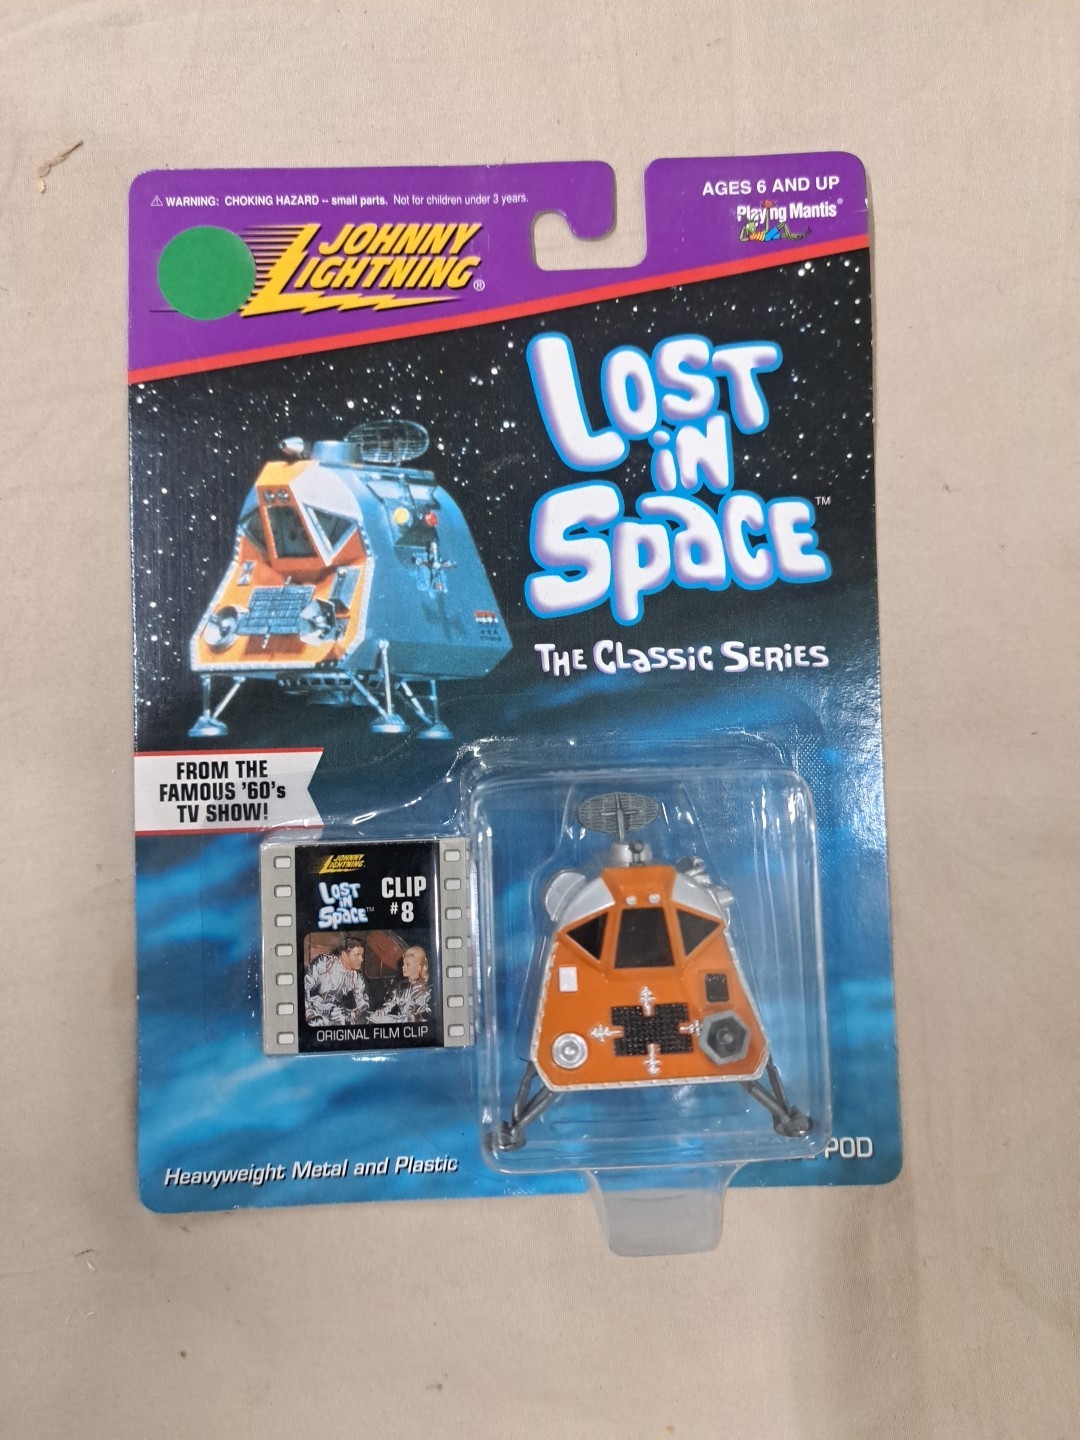 ⚠ WARNING: CHOKING HAZARD -- small parts. Not for children under 3 years.
AGES 6 AND UP
Playing Mantis®
JOHNNY
LIGHTNING®
LOST
iN
SpaCE™
THE CLaSSiC SERiES
FROM THE
FAMOUS '60's
TV SHOW!
JOHNNY
LIGHTNING
LOST
iN
SpaCE™
CLIP
#8
ORIGINAL FILM CLIP
Heavyweight Metal and Plastic
POD